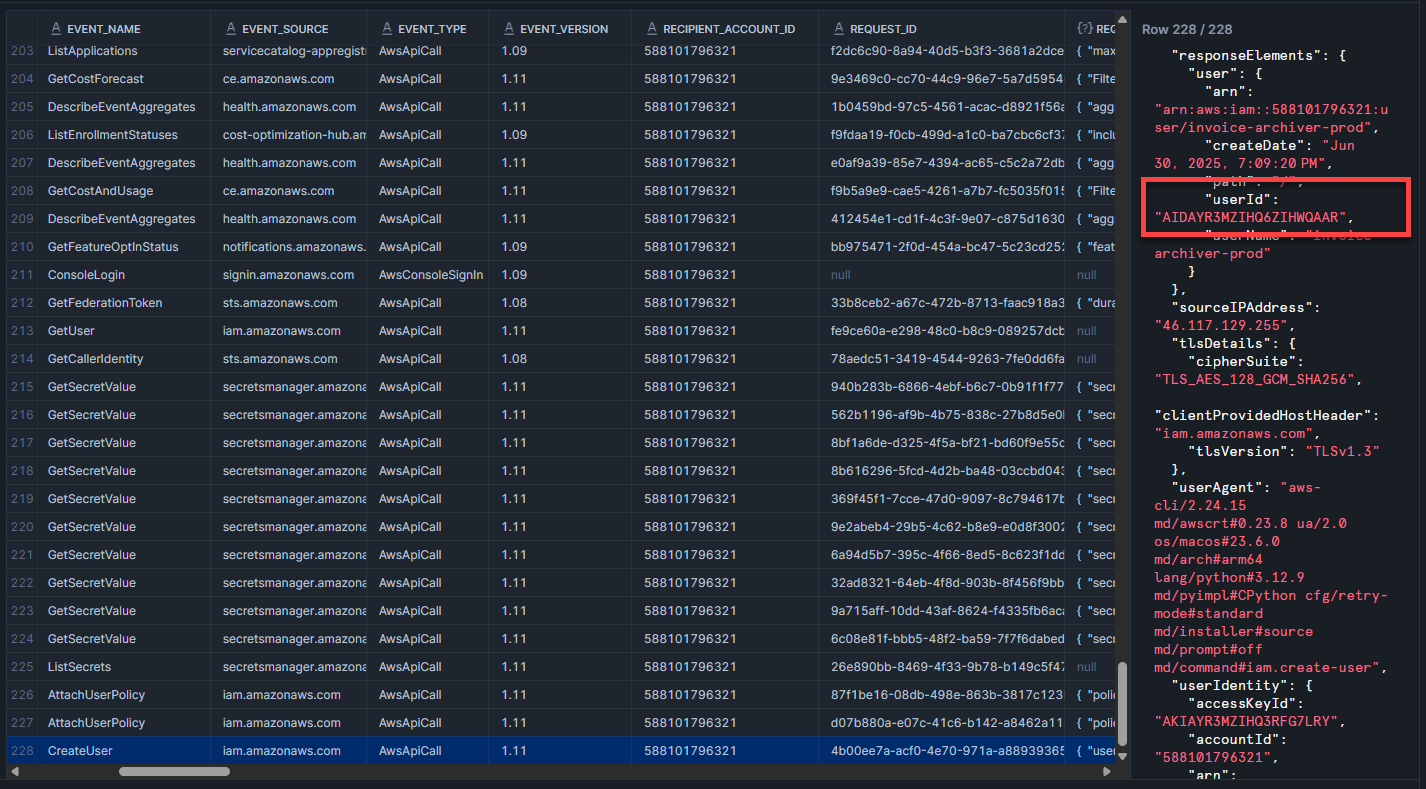 EVENT_NAME EVENT_SOURCE EVENT_TYPE EVENT_VERSION RECIPIENT_ACCOUNT_ID REQUEST_ID REQ
203 ListApplications servicecatalog-appregist AwsApiCall 1.09 588101796321 f2dc6c90-8a94-40d5-b3f3-3681a2dce { "max
204 GetCostForecast ce.amazonaws.com AwsApiCall 1.11 588101796321 9e3469c0-cc70-44c9-96e7-5a7d5954 { "Filte
205 DescribeEventAggregates health.amazonaws.com AwsApiCall 1.11 588101796321 1b0459bd-97c5-4561-acac-d8921f56a { "agg
206 ListEnrollmentStatuses cost-optimization-hub.am AwsApiCall 1.09 588101796321 f9fdaa19-f0cb-499d-a1c0-ba7cbc6cf37 { "inclu
207 DescribeEventAggregates health.amazonaws.com AwsApiCall 1.11 588101796321 e0af9a39-85e7-4394-ac65-c5c2a72db { "agg
208 GetCostAndUsage ce.amazonaws.com AwsApiCall 1.11 588101796321 f9b5a9e9-cae5-4261-a7b7-fc5035f015 { "Filte
209 DescribeEventAggregates health.amazonaws.com AwsApiCall 1.11 588101796321 412454e1-cd1f-4c3f-9e07-c875d1630 { "agg
210 GetFeatureOptInStatus notifications.amazonaws. AwsApiCall 1.11 588101796321 bb975471-2f0d-454a-bc47-5c23cd252 { "feat
211 ConsoleLogin signin.amazonaws.com AwsConsoleSignIn 1.09 588101796321 null null
212 GetFederationToken sts.amazonaws.com AwsApiCall 1.08 588101796321 33b8ceb2-a67c-472b-8713-faac918a3 { "dura
213 GetUser iam.amazonaws.com AwsApiCall 1.11 588101796321 fe9ce60a-e298-48c0-b8c9-089257dcb null
214 GetCallerIdentity sts.amazonaws.com AwsApiCall 1.08 588101796321 78aedc51-3419-4544-9263-7fe0dd6fa null
215 GetSecretValue secretsmanager.amazona AwsApiCall 1.11 588101796321 940b283b-6866-4ebf-b6c7-0b91f1f77 { "secr
216 GetSecretValue secretsmanager.amazona AwsApiCall 1.11 588101796321 562b1196-af9b-4b75-838c-27b8d5e0 { "secr
217 GetSecretValue secretsmanager.amazona AwsApiCall 1.11 588101796321 8bf1a6de-d325-4f5a-bf21-bd60f9e55c { "secr
218 GetSecretValue secretsmanager.amazona AwsApiCall 1.11 588101796321 8b616296-5fcd-4d2b-ba48-03ccbd043 { "secr
219 GetSecretValue secretsmanager.amazona AwsApiCall 1.11 588101796321 369f45f1-7cce-47d0-9097-8c794617b { "secr
220 GetSecretValue secretsmanager.amazona AwsApiCall 1.11 588101796321 9e2abeb4-29b5-4c62-b8e9-e0d8f3002 { "secr
221 GetSecretValue secretsmanager.amazona AwsApiCall 1.11 588101796321 6a94d5b7-395c-4f66-8ed5-8c623f1dd { "secr
222 GetSecretValue secretsmanager.amazona AwsApiCall 1.11 588101796321 32ad8321-64eb-4f8d-903b-8f456f9bb { "secr
223 GetSecretValue secretsmanager.amazona AwsApiCall 1.11 588101796321 9a715aff-10dd-43af-8624-f4335fb6aca { "secr
224 GetSecretValue secretsmanager.amazona AwsApiCall 1.11 588101796321 6c08e81f-bbb5-48f2-ba59-7f7f6dabed { "secr
225 ListSecrets secretsmanager.amazona AwsApiCall 1.11 588101796321 26e890bb-8469-4f33-9b78-b149c5f47 null
226 AttachUserPolicy iam.amazonaws.com AwsApiCall 1.11 588101796321 87f1be16-08db-498e-863b-3817c123 { "polic
227 AttachUserPolicy iam.amazonaws.com AwsApiCall 1.11 588101796321 d07b880a-e07c-41c6-b142-a8462a11 { "polic
228 CreateUser iam.amazonaws.com AwsApiCall 1.11 588101796321 4b00ee7a-acf0-4e70-971a-a88939365 { "user
Row 228 / 228
"responseElements": {
"user": {
"arn":
"arn:aws:iam::588101796321:u
ser/invoice-archiver-prod",
"createDate": "Jun
30, 2025, 7:09:20 PM",
"path": "/",
"userId":
"AIDAYR3MZIHQ6ZIHWQAAR",
"userName": "invoice-
archiver-prod"
}
},
"sourceIPAddress":
"46.117.129.255",
"tlsDetails": {
"cipherSuite":
"TLS_AES_128_GCM_SHA256",
"clientProvidedHostHeader":
"iam.amazonaws.com",
"tlsVersion": "TLSv1.3"
},
"userAgent": "aws-
cli/2.24.15
md/awscrt#0.23.8 ua/2.0
os/macos#23.6.0
md/arch#arm64
lang/python#3.12.9
md/pyimpl#CPython cfg/retry-
mode#standard
md/installer#source
md/prompt#off
md/command#iam.create-user",
"userIdentity": {
"accessKeyId":
"AKIAYR3MZIHQ3RFG7LRY",
"accountId":
"588101796321",
"arn":